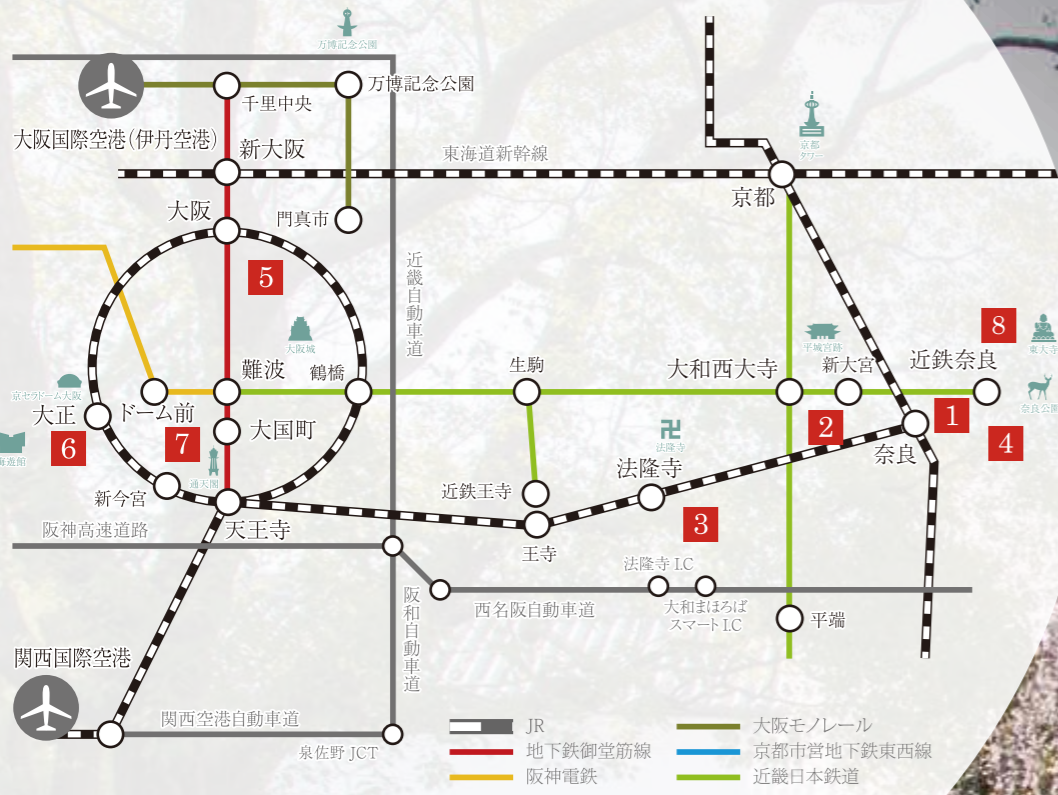 万博記念公園
万博記念公園
千里中央
大阪国際空港(伊丹空港)
新大阪
東海道新幹線
京都
タワー
京都
大阪
門真市
近畿自動車道
5
大阪城
難波
鶴橋
生駒
大和西大寺
平城宮跡
新大宮
近鉄奈良
8
東大寺
奈良公園
京セラドーム大阪
大正
ドーム前
6
7
大国町
海遊館
通天閣
新今宮
天王寺
2
1
4
奈良
法隆寺
法隆寺
3
近鉄王寺
王寺
阪神高速道路
法隆寺 I.C
大和まほろば
スマート I.C
西名阪自動車道
阪和自動車道
平端
関西国際空港
関西空港自動車道
泉佐野 JCT
JR
地下鉄御堂筋線
阪神電鉄
大阪モノレール
京都市営地下鉄東西線
近畿日本鉄道